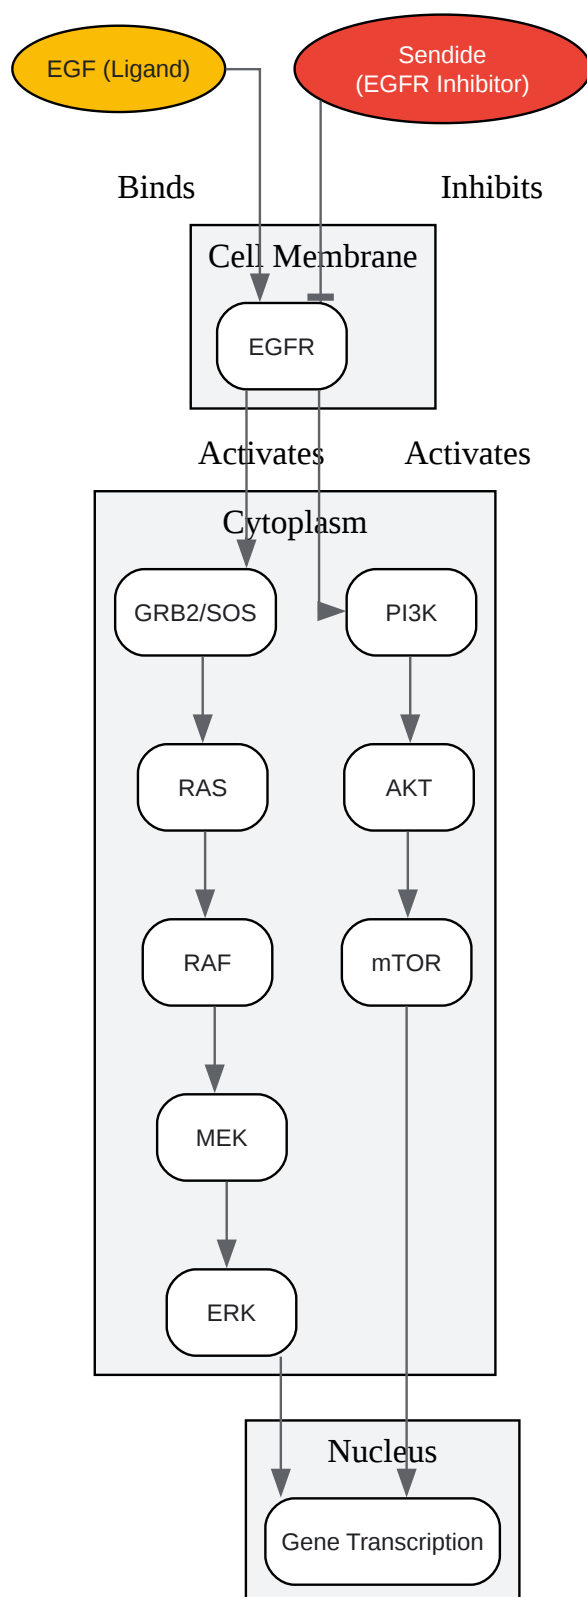 EGF (Ligand)
Sendide
(EGFR Inhibitor)
Binds
Inhibits
Cell Membrane
EGFR
Activates
Activates
Cytoplasm
GRB2/SOS
PI3K
RAS
AKT
RAF
mTOR
MEK
ERK
Nucleus
Gene Transcription